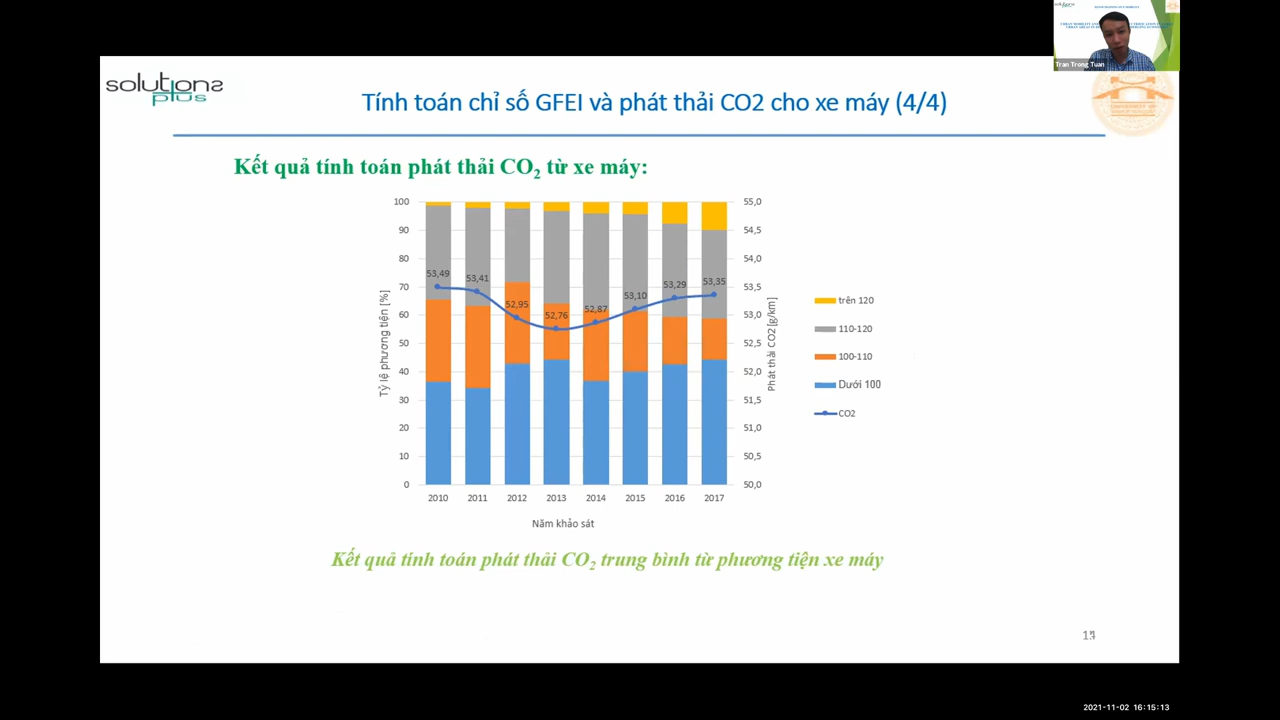 solutions
plus
Tran Trong Tuan
Tính toán chỉ số GFEI và phát thải CO2 cho xe máy (4/4)
Kết quả tính toán phát thải CO2 từ xe máy:
100
90
80
70
60
50
40
30
20
10
0
Tỷ lệ phương tiện [%]
53,49
53,41
52,95
52,76
52,87
53,10
53,29
53,35
55,0
54,5
54,0
53,5
53,0
52,5
52,0
51,5
51,0
50,5
50,0
Phát thải CO2 [g/km]
2010 2011 2012 2013 2014 2015 2016 2017
Năm khảo sát
trên 120
110-120
100-110
Dưới 100
CO2
Kết quả tính toán phát thải CO2 trung bình từ phương tiện xe máy
2021-11-02 16:15:13